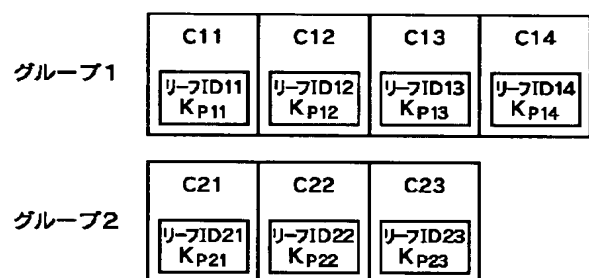 C11 C12 C13 C14
グループ1
リーフID11 リーフID12 リーフID13 リーフID14
KP11 KP12 KP13 KP14
C21 C22 C23
グループ2
リーフID21 リーフID22 リーフID23
KP21 KP22 KP23